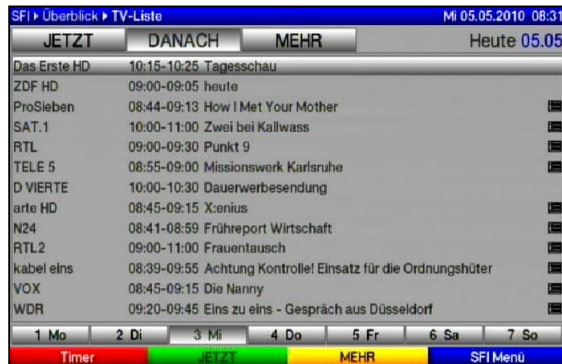 SFI ▸ Überblick ▸ TV-Liste Mi 05.05.2010 08:31
JETZT DANACH MEHR Heute 05.05
Das Erste HD 10:15-10:25 Tagesschau
ZDF HD 09:00-09:05 heute
ProSieben 08:44-09:13 How I Met Your Mother
SAT.1 10:00-11:00 Zwei bei Kallwass
RTL 09:00-09:30 Punkt 9
TELE 5 08:55-09:00 Missionswerk Karlsruhe
D VIERTE 10:00-10:30 Dauerwerbesendung
arte HD 08:45-09:15 X:enius
N24 08:41-08:59 Frühreport Wirtschaft
RTL2 09:00-11:00 Frauentausch
kabel eins 08:39-09:55 Achtung Kontrolle! Einsatz für die Ordnungshüter
VOX 08:45-09:15 Die Nanny
WDR 09:20-09:45 Eins zu eins - Gespräch aus Düsseldorf
1 Mo 2 Di 3 Mi 4 Do 5 Fr 6 Sa 7 So
Timer JETZT MEHR SFI Menü